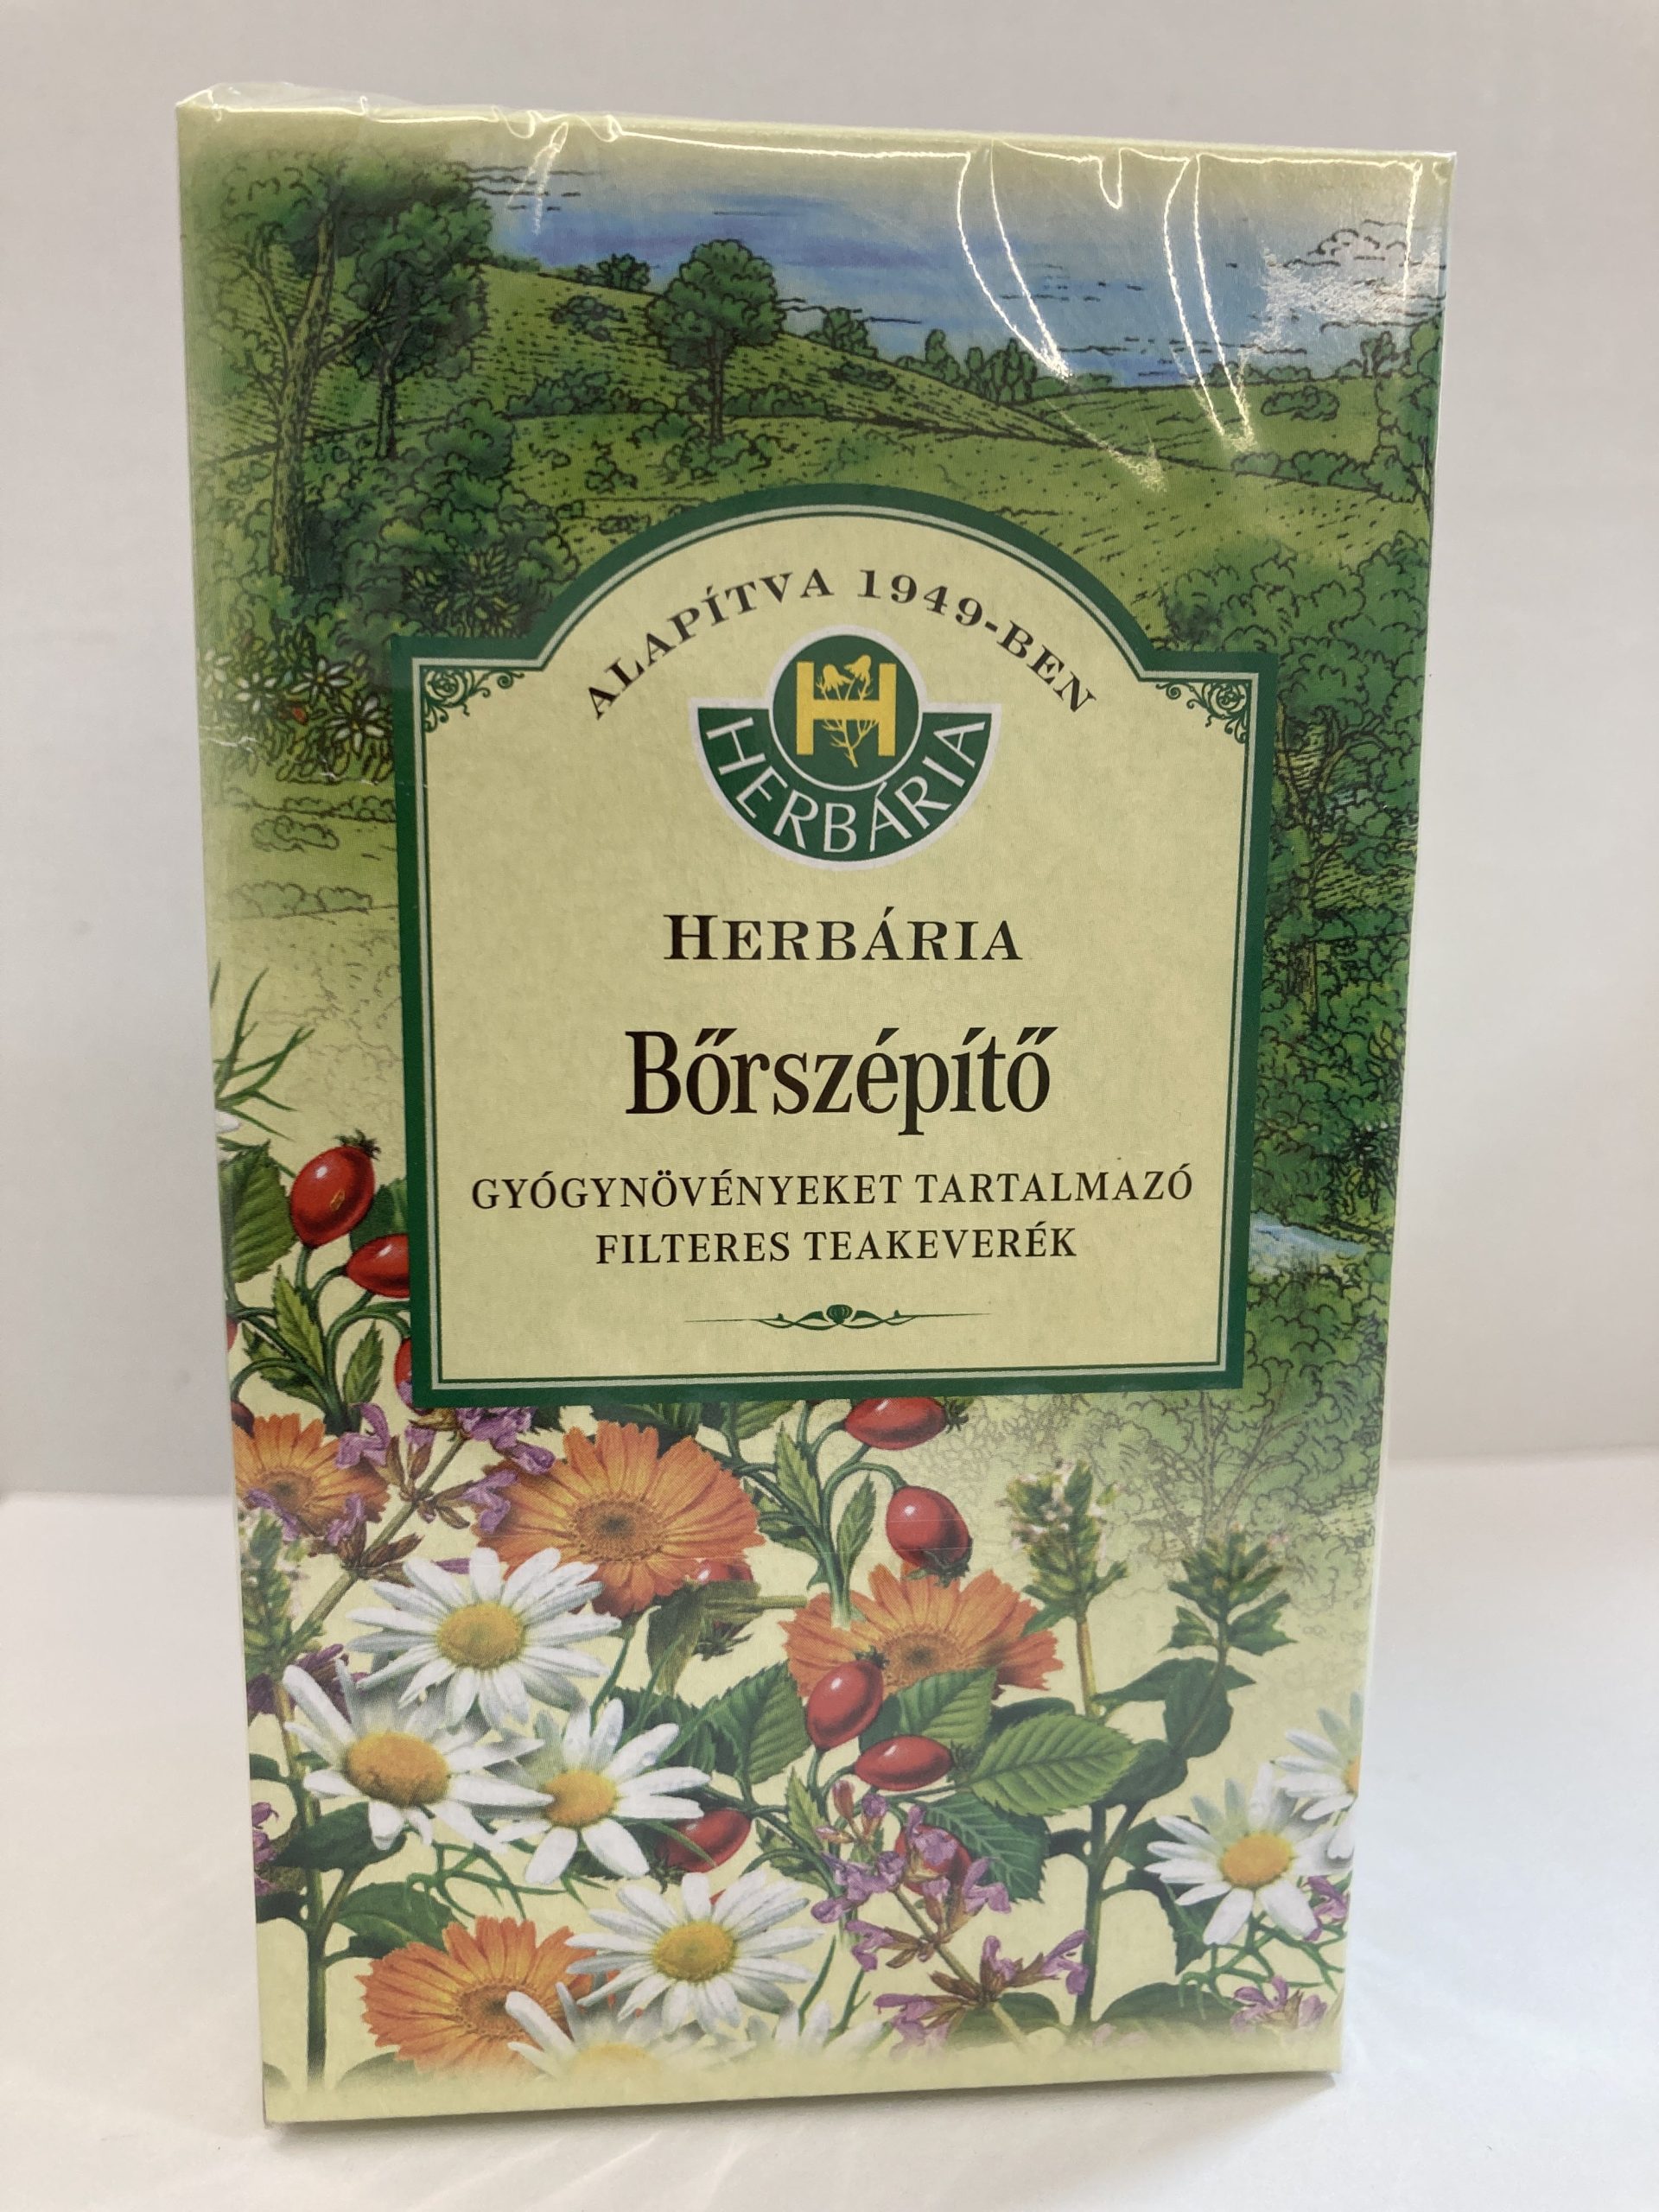 ALAPÍTVA 1949-BEN
H
HERBÁRIA
HERBÁRIA
Bőrszépítő
GYÓGYNÖVÉNYEKET TARTALMAZÓ
FILTERES TEAKEVERÉK